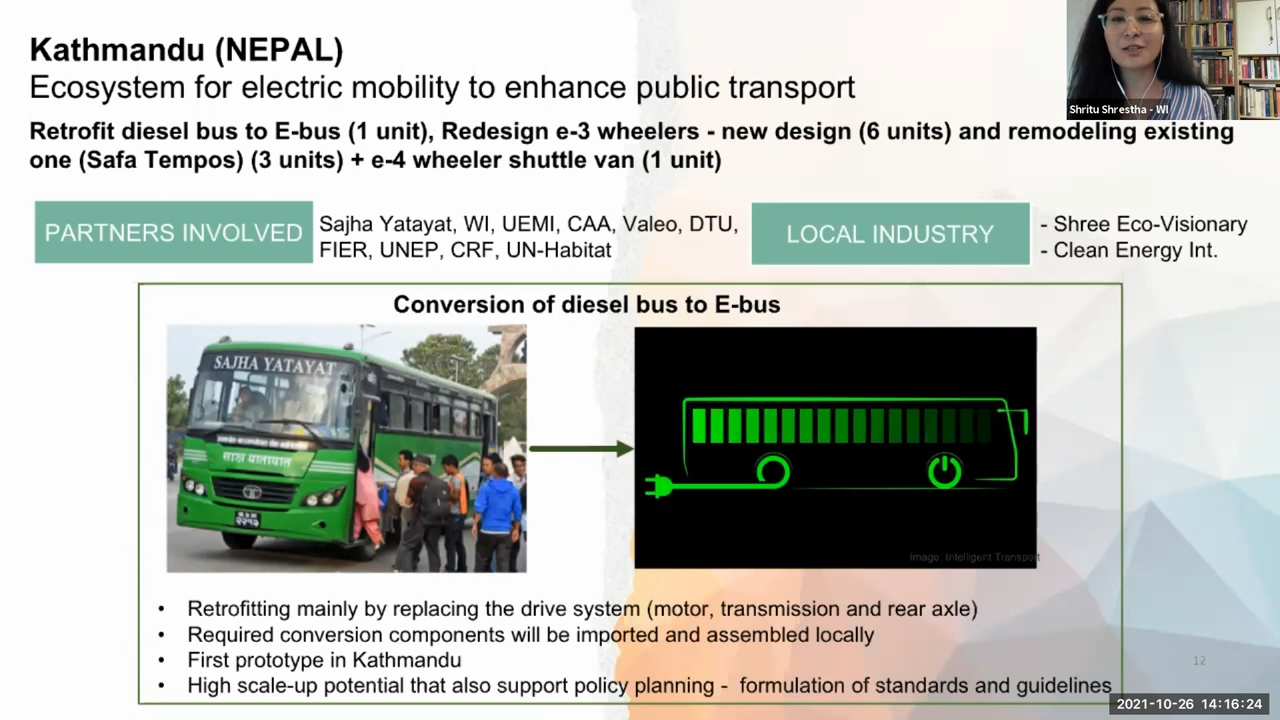 Kathmandu (NEPAL)
Ecosystem for electric mobility to enhance public transport
Shritu Shrestha - WI
Retrofit diesel bus to E-bus (1 unit), Redesign e-3 wheelers - new design (6 units) and remodeling existing
one (Safa Tempos) (3 units) + e-4 wheeler shuttle van (1 unit)
PARTNERS INVOLVED
Sajha Yatayat, WI, UEMI, CAA, Valeo, DTU,
FIER, UNEP, CRF, UN-Habitat
LOCAL INDUSTRY
- Shree Eco-Visionary
- Clean Energy Int.
Conversion of diesel bus to E-bus
SAJHA YATAYAT
साझा यातायात
Image: Intelligent Transport
• Retrofitting mainly by replacing the drive system (motor, transmission and rear axle)
• Required conversion components will be imported and assembled locally
• First prototype in Kathmandu
• High scale-up potential that also support policy planning - formulation of standards and guidelines
12
2021-10-26 14:16:24